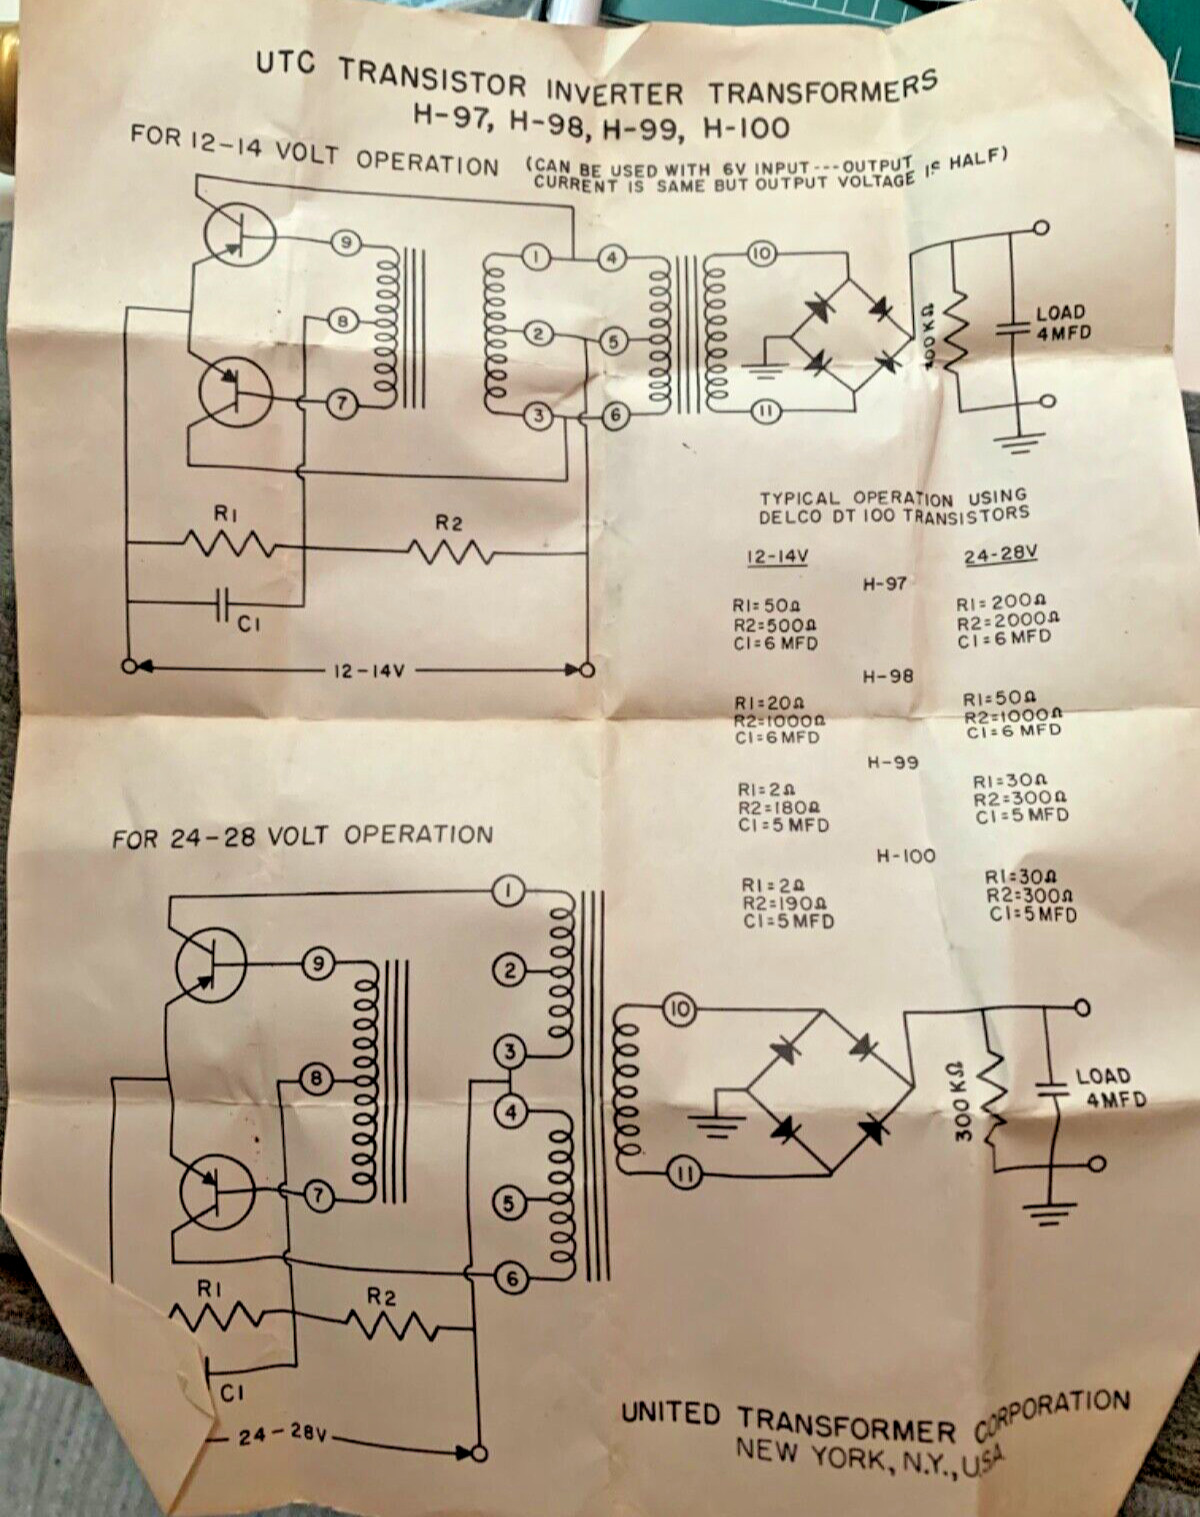 UTC TRANSISTOR INVERTER TRANSFORMERS
H-97, H-98, H-99, H-100
FOR 12-14 VOLT OPERATION (CAN BE USED WITH 6V INPUT---OUTPUT
CURRENT IS SAME BUT OUTPUT VOLTAGE IS HALF)
9
8
7
1
2
3
4
5
6
10
11
LOAD
4MFD
R1
R2
C1
12-14V
TYPICAL OPERATION USING
DELCO DT 100 TRANSISTORS
12-14V
24-28V
H-97
R1=50Ω
R2=500Ω
C1=6 MFD
R1=200Ω
R2=2000Ω
C1=6 MFD
H-98
R1=20Ω
R2=1000Ω
C1=6 MFD
R1=50Ω
R2=1000Ω
C1=6 MFD
H-99
R1=2Ω
R2=180Ω
C1=5 MFD
R1=30Ω
R2=300Ω
C1=5 MFD
H-100
R1=2Ω
R2=190Ω
C1=5 MFD
R1=30Ω
R2=300Ω
C1=5MFD
FOR 24-28 VOLT OPERATION
1
2
3
4
5
6
9
8
7
10
11
300KΩ
LOAD
4MFD
R1
R2
C1
24-28V
UNITED TRANSFORMER CORPORATION
NEW YORK, N.Y., USA